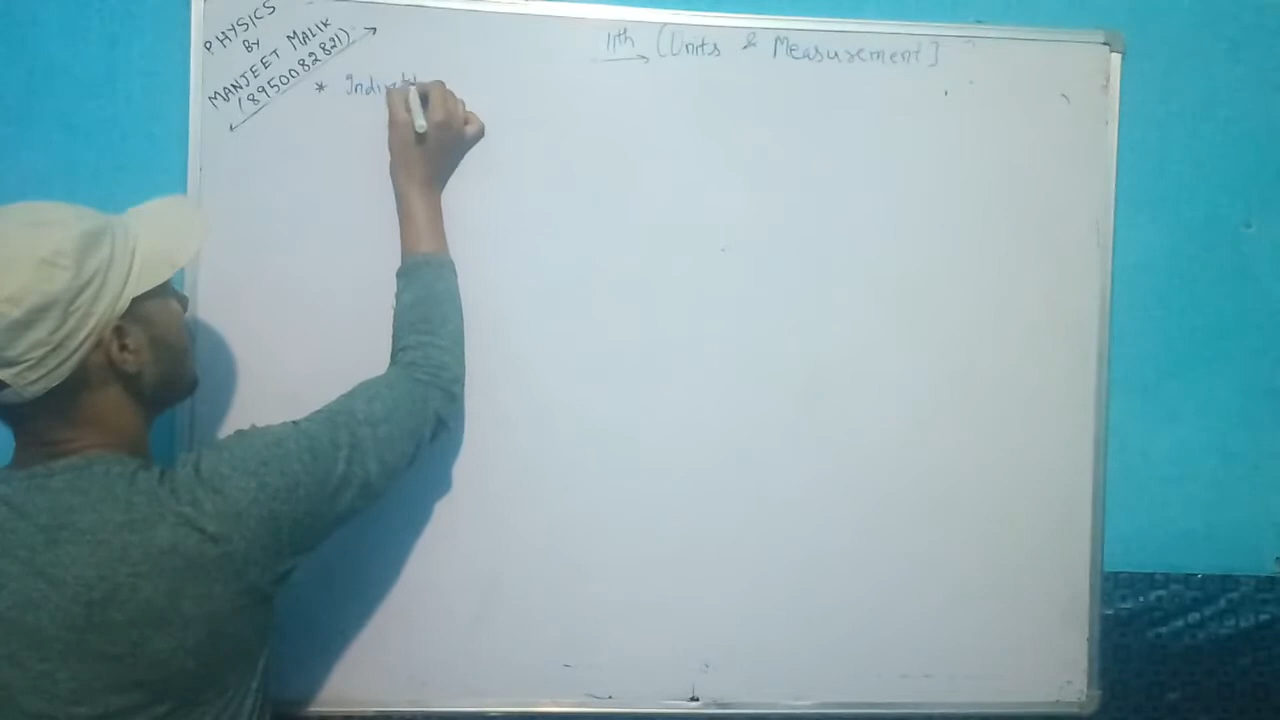 PHYSICS
By
MANJEET MALIK
(8950082821)
11th (Units & Measurement]
*